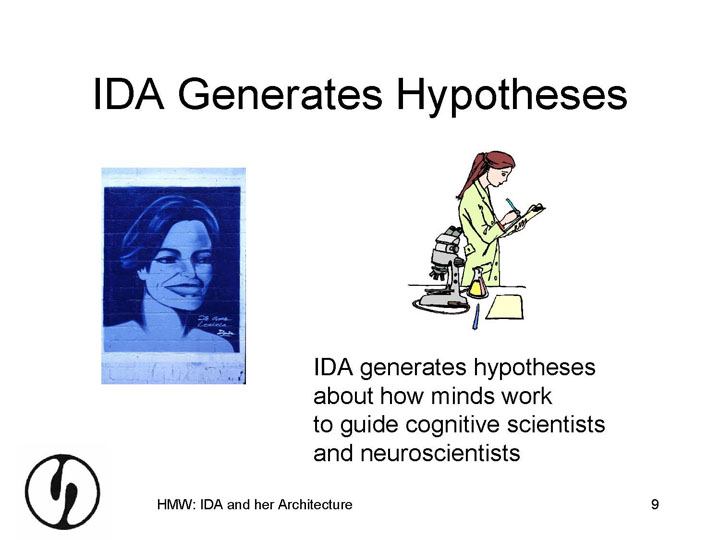 IDA Generates Hypotheses
IDA generates hypotheses
about how minds work
to guide cognitive scientists
and neuroscientists
HMW: IDA and her Architecture
9